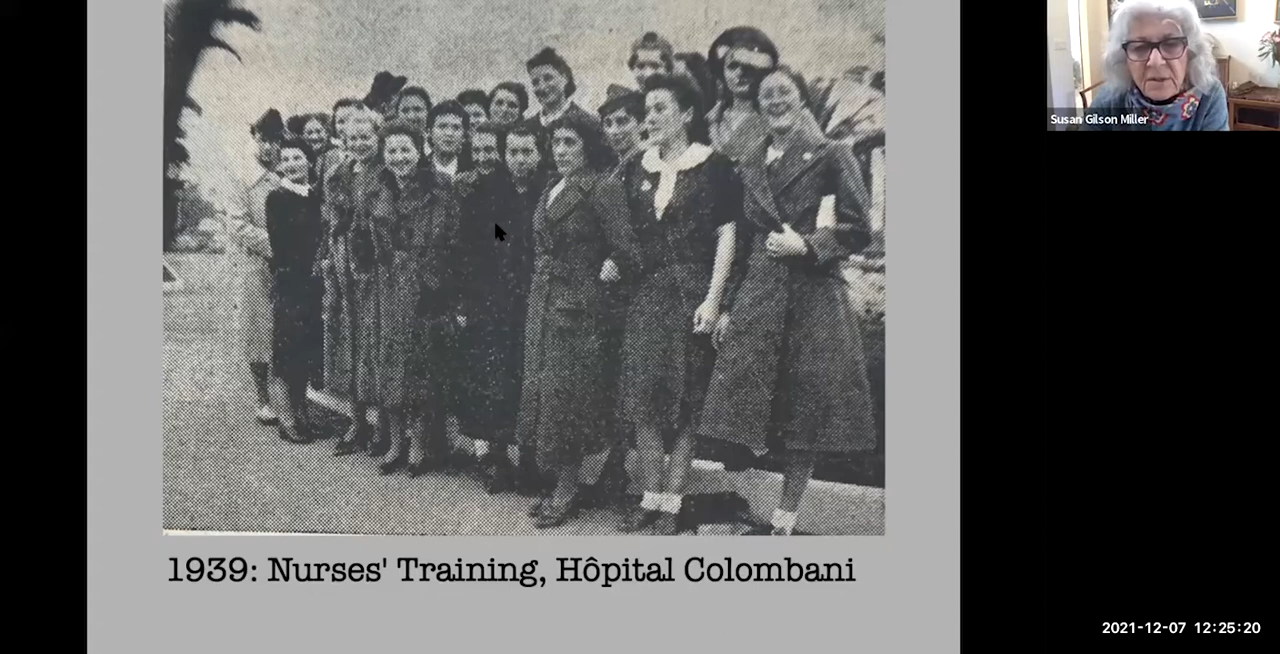 Susan Gilson Miller
1939: Nurses' Training, Hôpital Colombani
2021-12-07 12:25:20